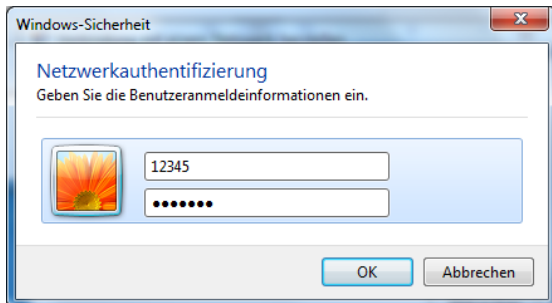 Windows-Sicherheit
Netzwerkauthentifizierung
Geben Sie die Benutzeranmeldeinformationen ein.
12345
•••••••
OK
Abbrechen